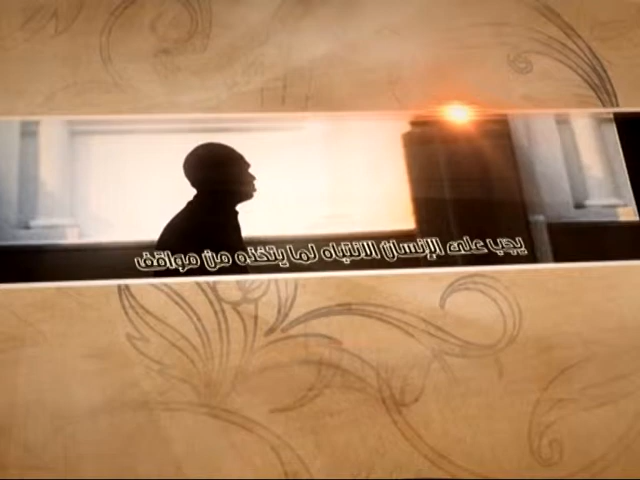 يجب على الإنسان الانتباه لما يتخذه من مواقف